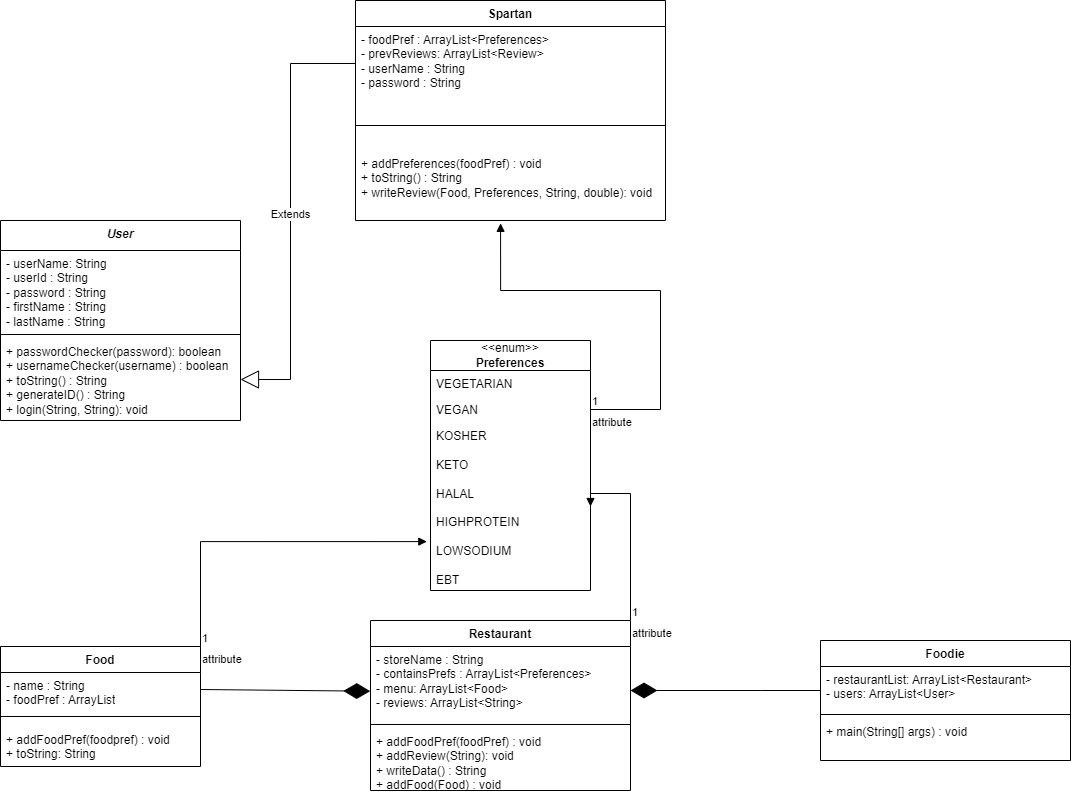 Spartan
- foodPref : ArrayList<Preferences>
- prevReviews: ArrayList<Review>
- userName : String
- password : String
+ addPreferences(foodPref) : void
+ toString() : String
+ writeReview(Food, Preferences, String, double): void
Extends
User
- userName: String
- userId : String
- password : String
- firstName : String
- lastName : String
+ passwordChecker(password): boolean
+ usernameChecker(username) : boolean
+ toString() : String
+ generateID() : String
+ login(String, String): void
<<enum>>
Preferences
VEGETARIAN
VEGAN
KOSHER
KETO
HALAL
HIGHPROTEIN
LOWSODIUM
EBT
1
attribute
1
attribute
Food
- name : String
- foodPref : ArrayList
+ addFoodPref(foodpref) : void
+ toString: String
Restaurant
- storeName : String
- containsPrefs : ArrayList<Preferences>
- menu: ArrayList<Food>
- reviews: ArrayList<String>
+ addFoodPref(foodPref) : void
+ addReview(String): void
+ writeData() : String
+ addFood(Food) : void
1
attribute
Foodie
- restaurantList: ArrayList<Restaurant>
- users: ArrayList<User>
+ main(String[] args) : void